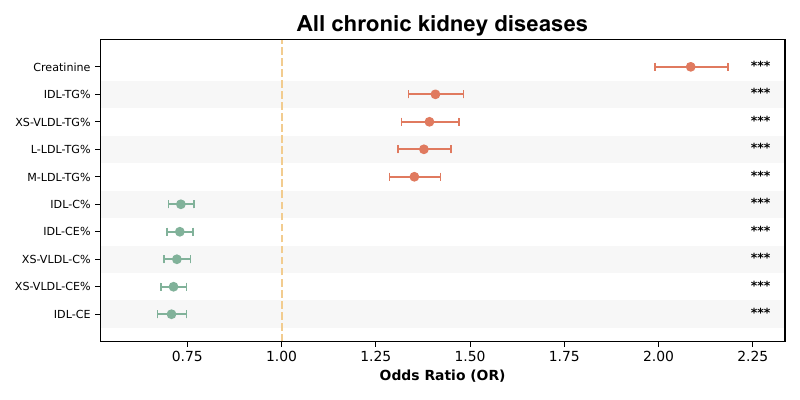 All chronic kidney diseases
Creatinine ***
IDL-TG% ***
XS-VLDL-TG% ***
L-LDL-TG% ***
M-LDL-TG% ***
IDL-C% ***
IDL-CE% ***
XS-VLDL-C% ***
XS-VLDL-CE% ***
IDL-CE ***
0.75 1.00 1.25 1.50 1.75 2.00 2.25
Odds Ratio (OR)